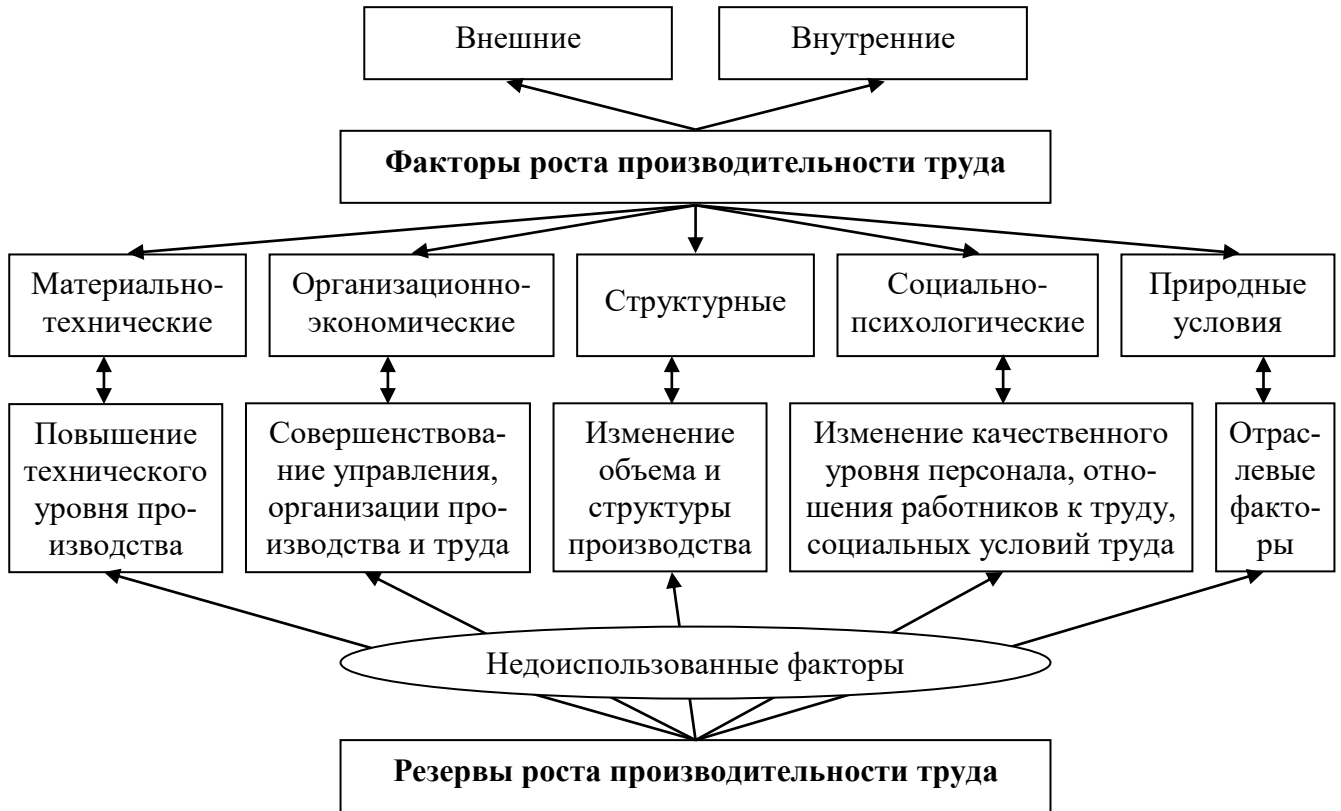 Внешние
Внутренние
Факторы роста производительности труда
Материально-
технические
Организационно-
экономические
Структурные
Социально-
психологические
Природные
условия
Повышение
технического
уровня про-
изводства
Совершенствова-
ние управления,
организации про-
изводства и труда
Изменение
объема и
структуры
производства
Изменение качественного
уровня персонала, отно-
шения работников к труду,
социальных условий труда
Отрас-
левые
факто-
ры
Недоиспользованные факторы
Резервы роста производительности труда